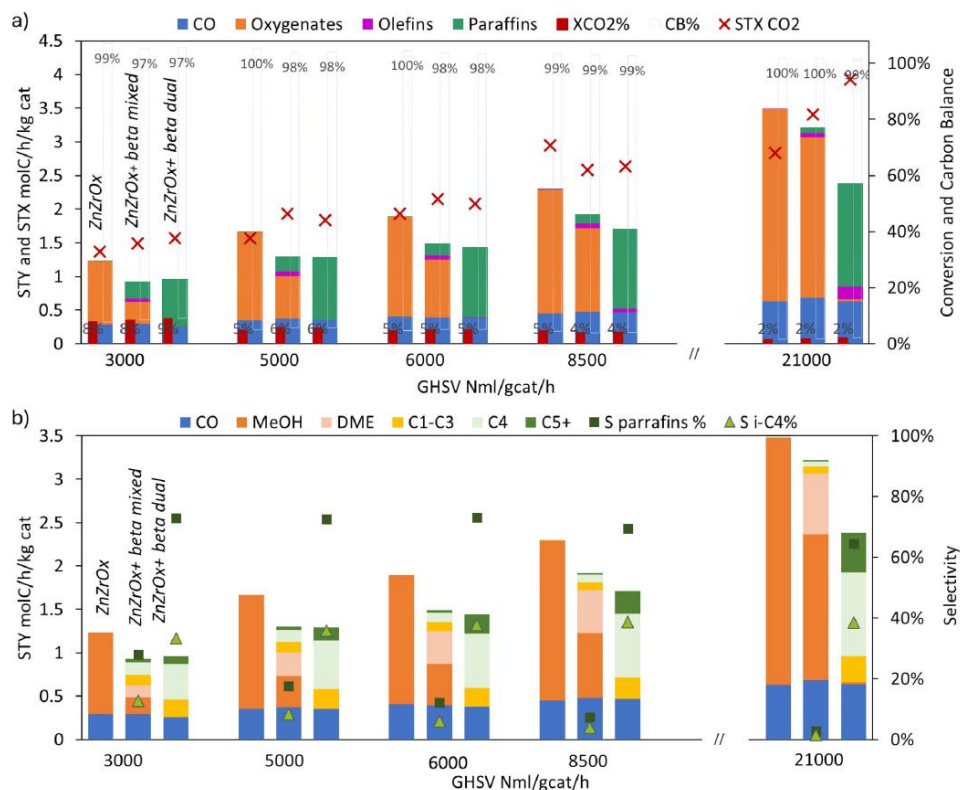 a)
CO Oxygenates Olefins Paraffins XCO2% CB% STX CO2
4.5
4
3.5
3
2.5
2
1.5
1
0.5
0
STY and STX molC/h/kg cat
99% 97% 97%
100% 98% 98%
100% 98% 98%
99% 99% 99%
100% 100% 98%
ZnZrOx
ZnZrOx+ beta mixed
ZnZrOx+ beta dual
8% 8% 9%
5% 6% 6%
5% 5% 5%
5% 4% 4%
2% 2% 2%
100%
80%
60%
40%
20%
0%
Conversion and Carbon Balance
3000 5000 6000 8500 // 21000
GHSV Nml/gcat/h
b)
CO MeOH DME C1-C3 C4 C5+ S parrafins % S i-C4%
3.5
3
2.5
2
1.5
1
0.5
0
STY molC/h/kg cat
ZnZrOx
ZnZrOx+ beta mixed
ZnZrOx+ beta dual
100%
80%
60%
40%
20%
0%
Selectivity
3000 5000 6000 8500 // 21000
GHSV Nml/gcat/h